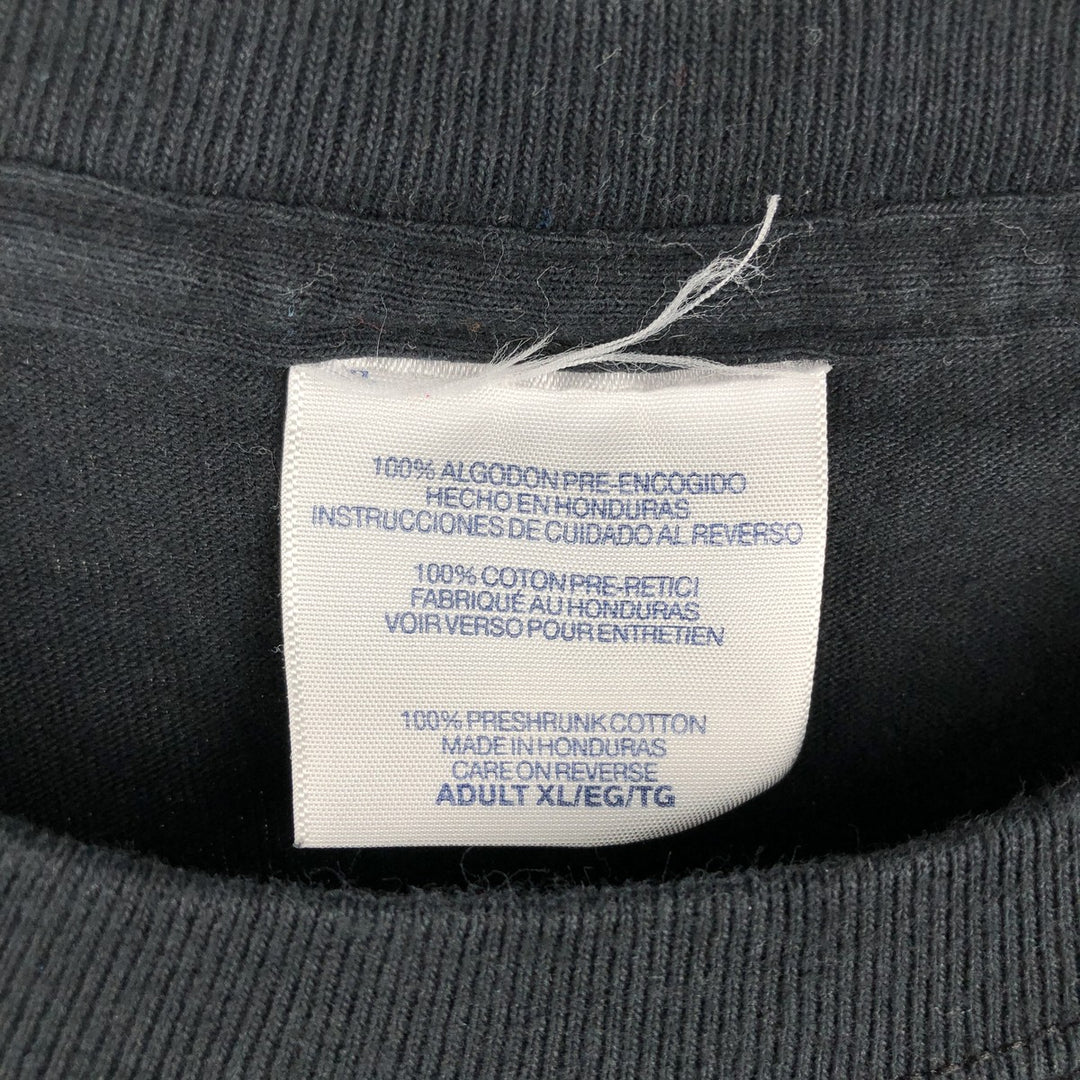 100% ALGODON PRE-ENCOGIDO
HECHO EN HONDURAS
INSTRUCCIONES DE CUIDADO AL REVERSO
100% COTON PRE-RETICI
FABRIQUÉ AU HONDURAS
VOIR VERSO POUR ENTRETIEN
100% PRESHRUNK COTTON
MADE IN HONDURAS
CARE ON REVERSE
ADULT XL/EG/TG